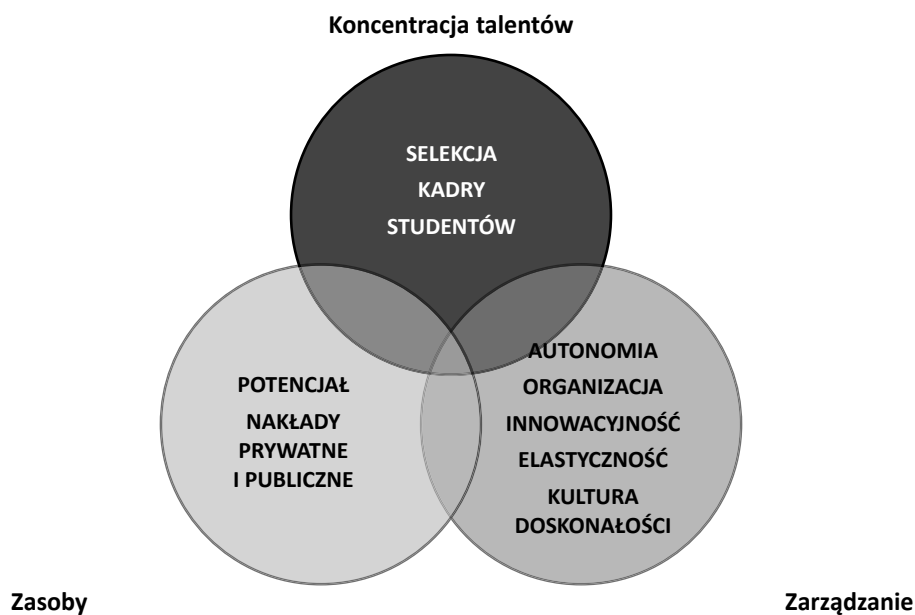 Koncentracja talentów
SELEKCJA
KADRY
STUDENTÓW
POTENCJAŁ
NAKŁADY
PRYWATNE
I PUBLICZNE
AUTONOMIA
ORGANIZACJA
INNOWACYJNOŚĆ
ELASTYCZNOŚĆ
KULTURA
DOSKONAŁOŚCI
Zasoby
Zarządzanie